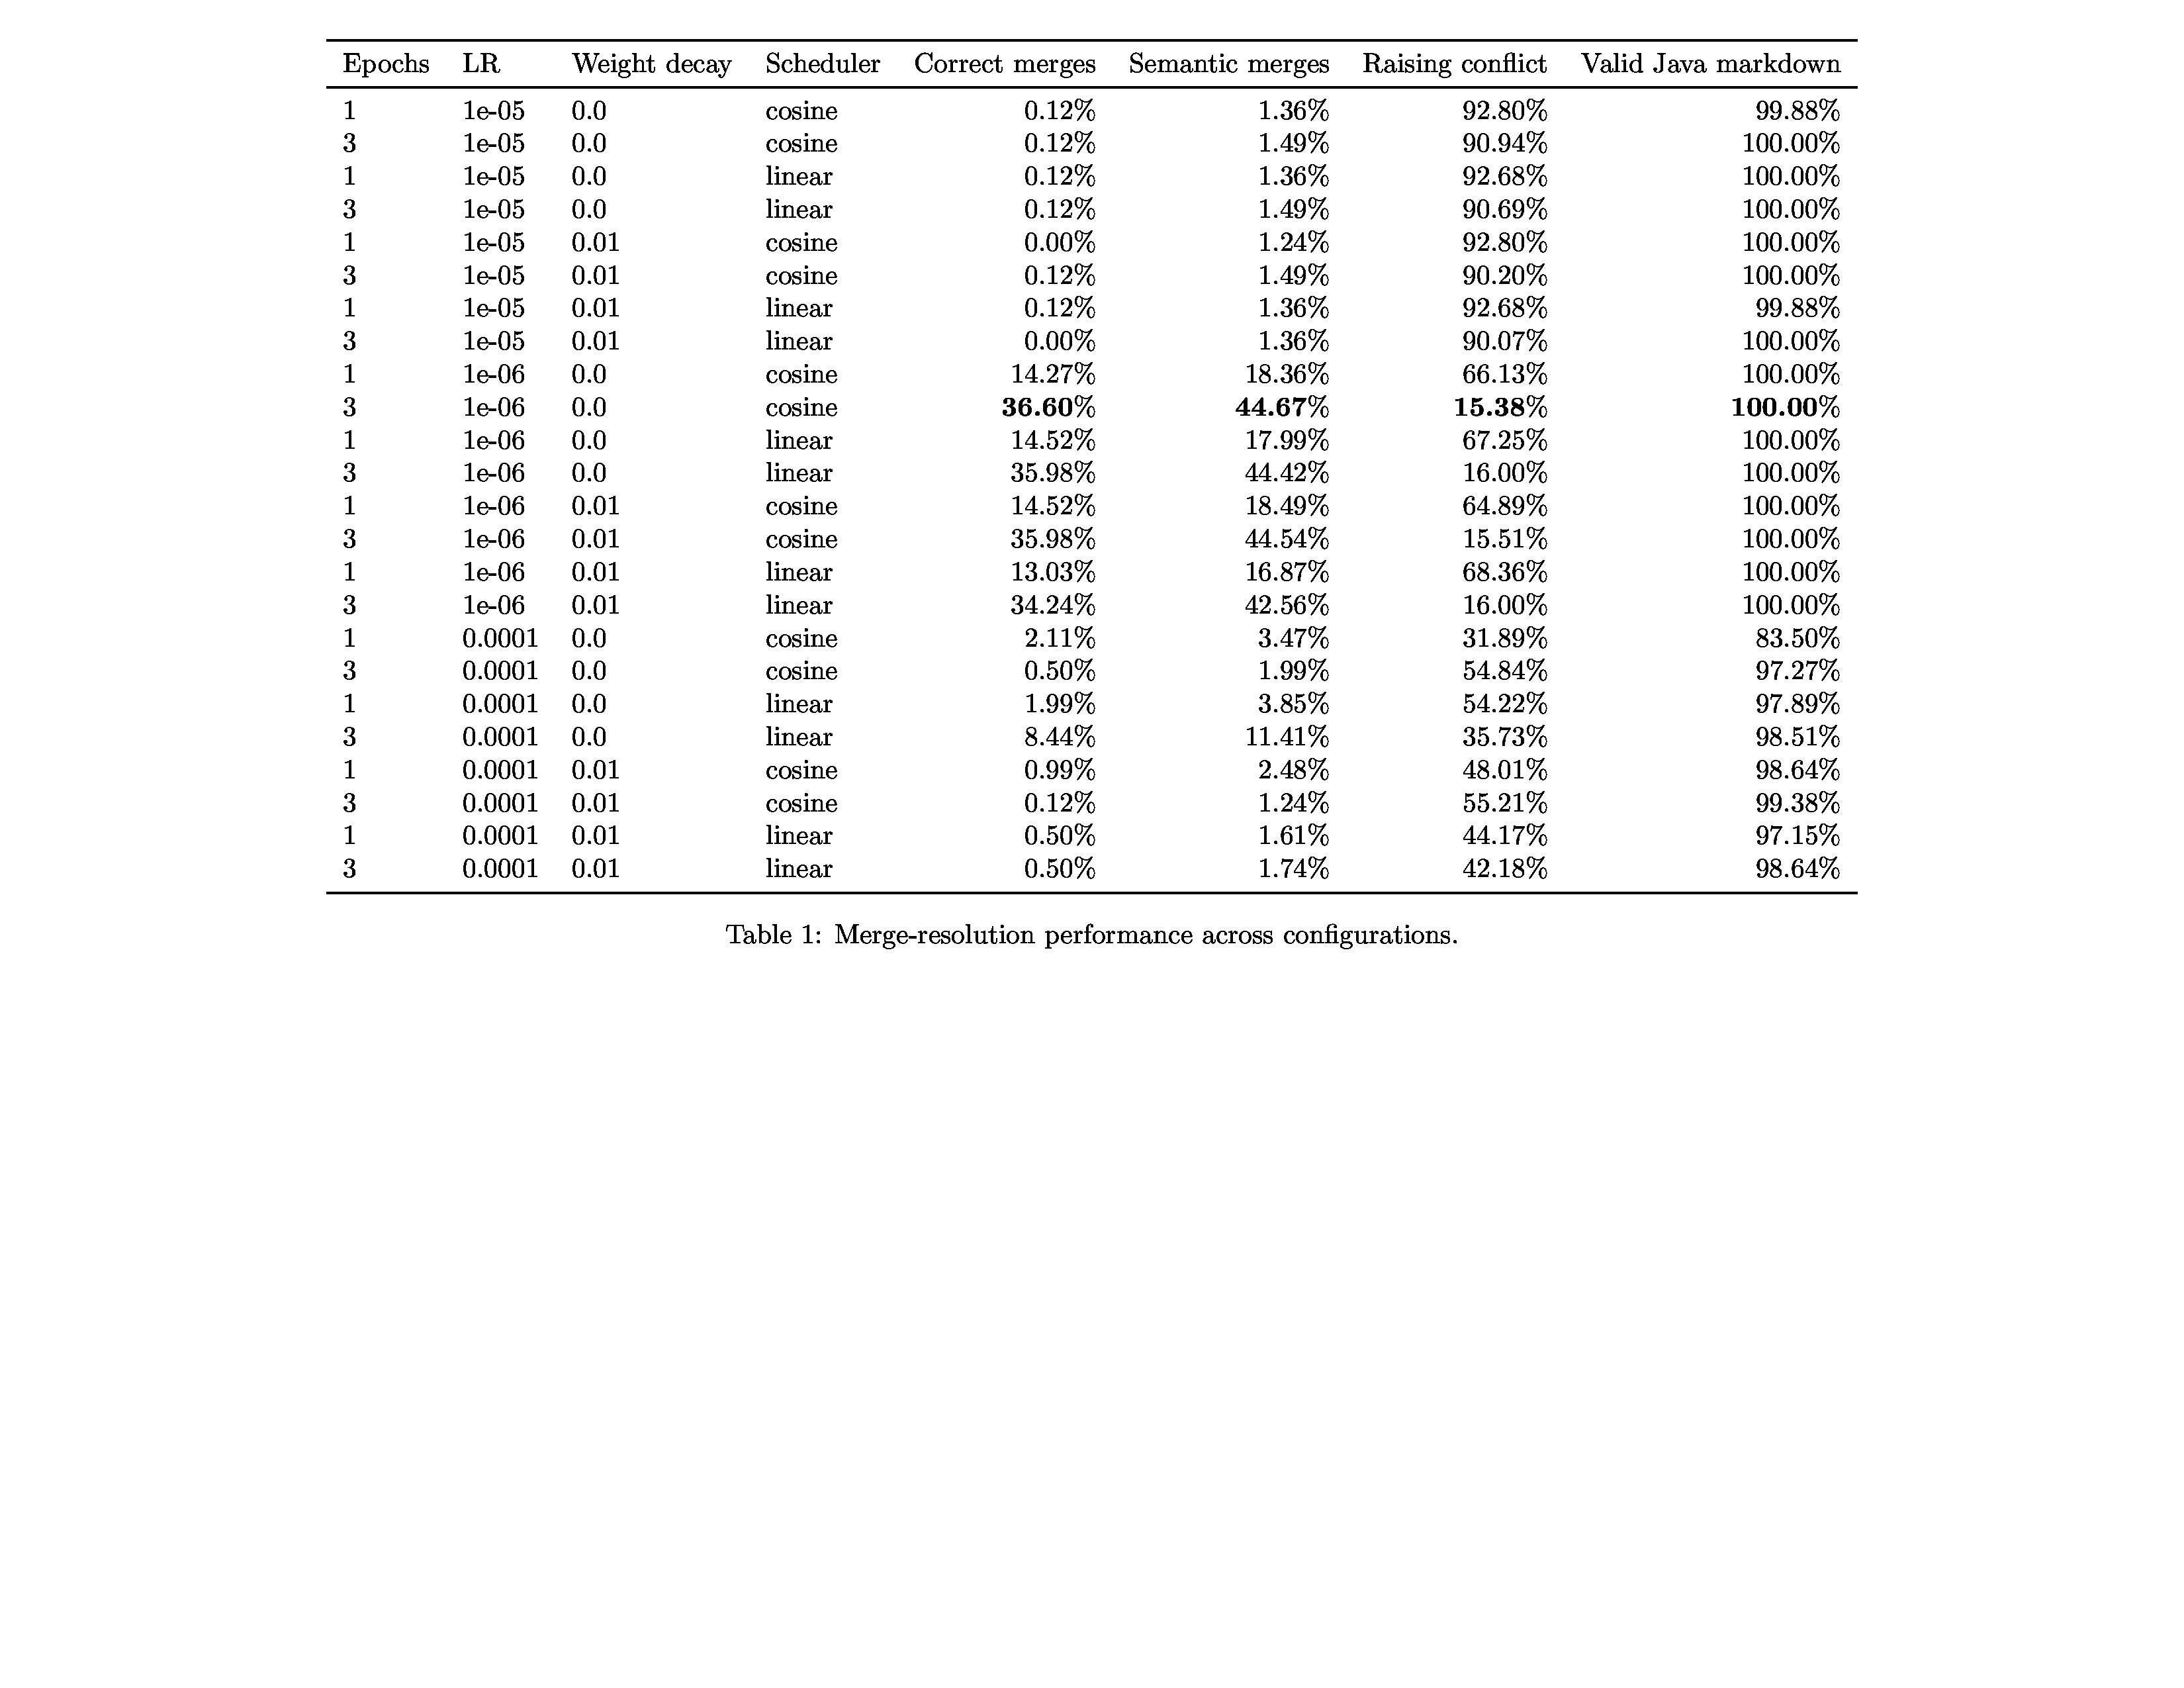 Epochs LR Weight decay Scheduler Correct merges Semantic merges Raising conflict Valid Java markdown
1 1e-05 0.0 cosine 0.12% 1.36% 92.80% 99.88%
3 1e-05 0.0 cosine 0.12% 1.49% 90.94% 100.00%
1 1e-05 0.0 linear 0.12% 1.36% 92.68% 100.00%
3 1e-05 0.0 linear 0.12% 1.49% 90.69% 100.00%
1 1e-05 0.01 cosine 0.00% 1.24% 92.80% 100.00%
3 1e-05 0.01 cosine 0.12% 1.49% 90.20% 100.00%
1 1e-05 0.01 linear 0.12% 1.36% 92.68% 99.88%
3 1e-05 0.01 linear 0.00% 1.36% 90.07% 100.00%
1 1e-06 0.0 cosine 14.27% 18.36% 66.13% 100.00%
3 1e-06 0.0 cosine 36.60% 44.67% 15.38% 100.00%
1 1e-06 0.0 linear 14.52% 17.99% 67.25% 100.00%
3 1e-06 0.0 linear 35.98% 44.42% 16.00% 100.00%
1 1e-06 0.01 cosine 14.52% 18.49% 64.89% 100.00%
3 1e-06 0.01 cosine 35.98% 44.54% 15.51% 100.00%
1 1e-06 0.01 linear 13.03% 16.87% 68.36% 100.00%
3 1e-06 0.01 linear 34.24% 42.56% 16.00% 100.00%
1 0.0001 0.0 cosine 2.11% 3.47% 31.89% 83.50%
3 0.0001 0.0 cosine 0.50% 1.99% 54.84% 97.27%
1 0.0001 0.0 linear 1.99% 3.85% 54.22% 97.89%
3 0.0001 0.0 linear 8.44% 11.41% 35.73% 98.51%
1 0.0001 0.01 cosine 0.99% 2.48% 48.01% 98.64%
3 0.0001 0.01 cosine 0.12% 1.24% 55.21% 99.38%
1 0.0001 0.01 linear 0.50% 1.61% 44.17% 97.15%
3 0.0001 0.01 linear 0.50% 1.74% 42.18% 98.64%
Table 1: Merge-resolution performance across configurations.